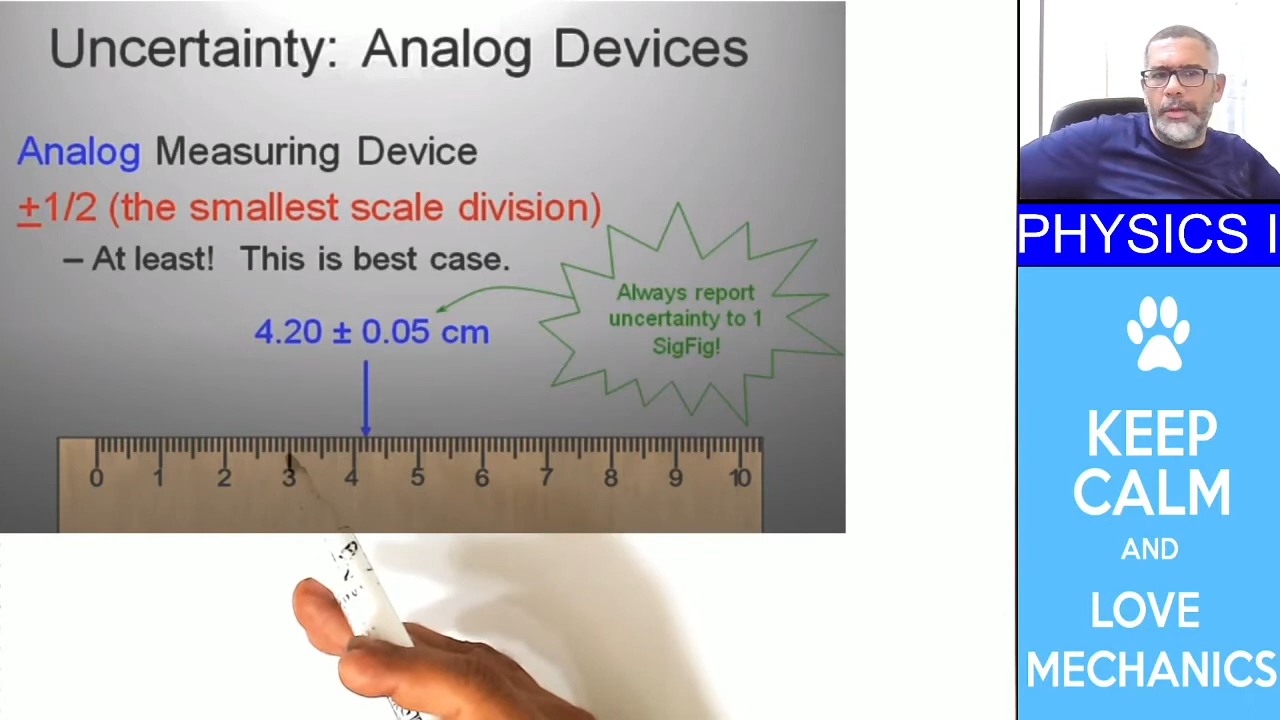 Uncertainty: Analog Devices
Analog Measuring Device
±1/2 (the smallest scale division)
– At least! This is best case.
Always report
uncertainty to 1
SigFig!
4.20 ± 0.05 cm
0 1 2 3 4 5 6 7 8 9 10
PHYSICS I
KEEP
CALM
AND
LOVE
MECHANICS